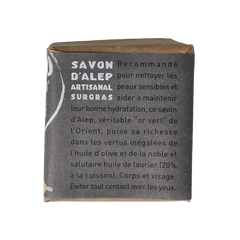 SAVON
D'ALEP
ARTISANAL
SURGRAS
Recommandé
pour nettoyer les
peaux sensibles et
aider à maintenir
leur bonne hydratation, ce savon
d'Alep, véritable "or vert" de
l'Orient, puise sa richesse
dans les vertus inégalées de
l'huile d'olive et de la noble et
salutaire huile de laurier (20%
à la cuisson). Corps et visage.
Eviter tout contact avec les yeux.